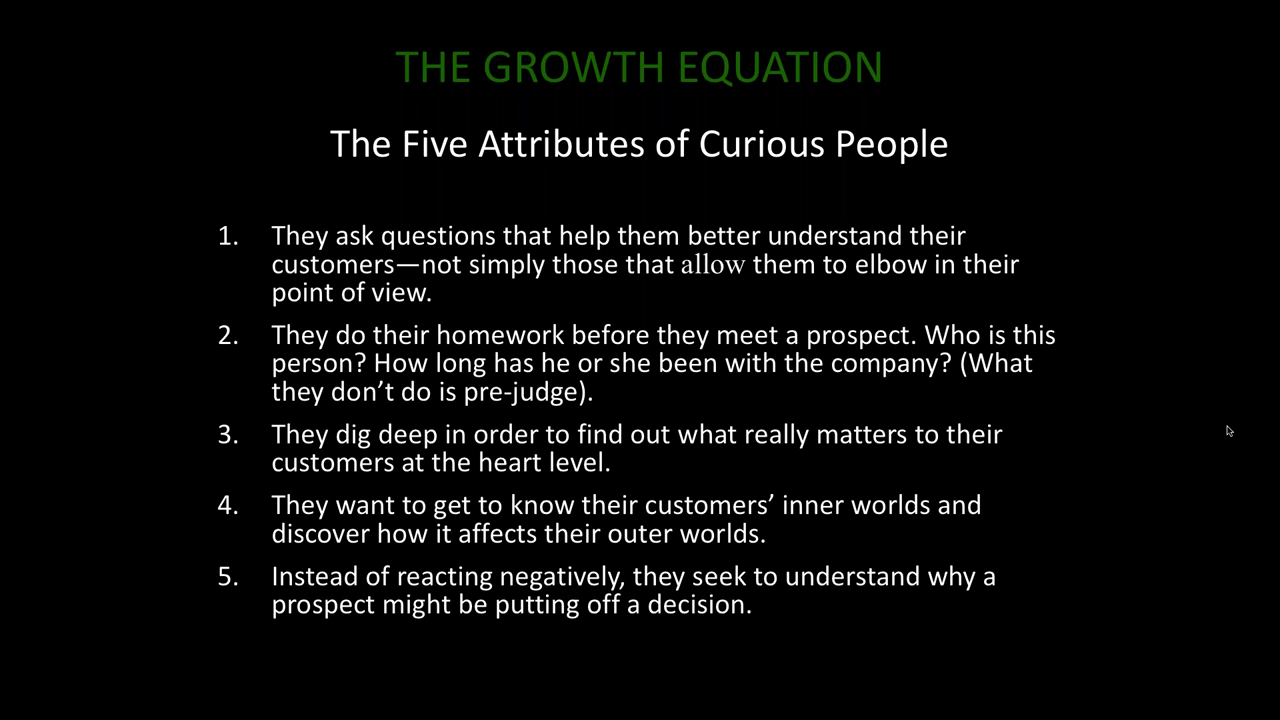 THE GROWTH EQUATION
The Five Attributes of Curious People
1. They ask questions that help them better understand their
customers—not simply those that allow them to elbow in their
point of view.
2. They do their homework before they meet a prospect. Who is this
person? How long has he or she been with the company? (What
they don’t do is pre-judge).
3. They dig deep in order to find out what really matters to their
customers at the heart level.
4. They want to get to know their customers’ inner worlds and
discover how it affects their outer worlds.
5. Instead of reacting negatively, they seek to understand why a
prospect might be putting off a decision.